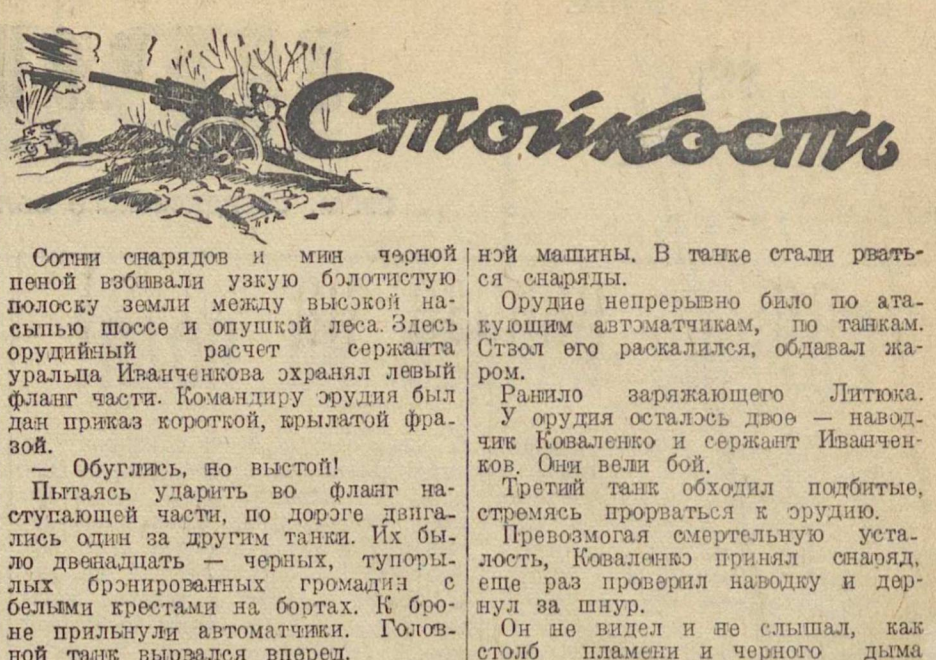 Стойкость
Сотни снарядов и мин черной
пеной взбивали узкую болотистую
полоску земли между высокой на-
сыпью шоссе и опушкой леса. Здесь
орудийный расчет сержанта
уральца Иванченкова охранял левый
фланг части. Командиру орудия был
дан приказ короткой, крылатой фра-
зой.
— Обуглись, но выстой!
Пытаясь ударить во фланг на-
ступающей части, по дороге двига-
лись один за другим танки. Их бы-
ло двенадцать — черных, тупоры-
лых бронированных громадин с
белыми крестами на бортах. К бро-
не прильнули автоматчики. Голов-
ной танк вырвался вперед.
ной машины. В танке стали рвать-
ся снаряды.
Орудие непрерывно било по ата-
кующим автоматчикам, по танкам.
Ствол его раскалился, обдавал жа-
ром.
Ранило заряжающего Литюка.
У орудия осталось двое — навод-
чик Коваленко и сержант Иванчен-
ков. Они вели бой.
Третий танк обходил подбитые,
стремясь прорваться к орудию.
Превозмогая смертельную уста-
лость, Коваленко принял снаряд,
еще раз проверил наводку и дер-
нул за шнур.
Он не видел и не слышал, как
столб пламени и черного дыма